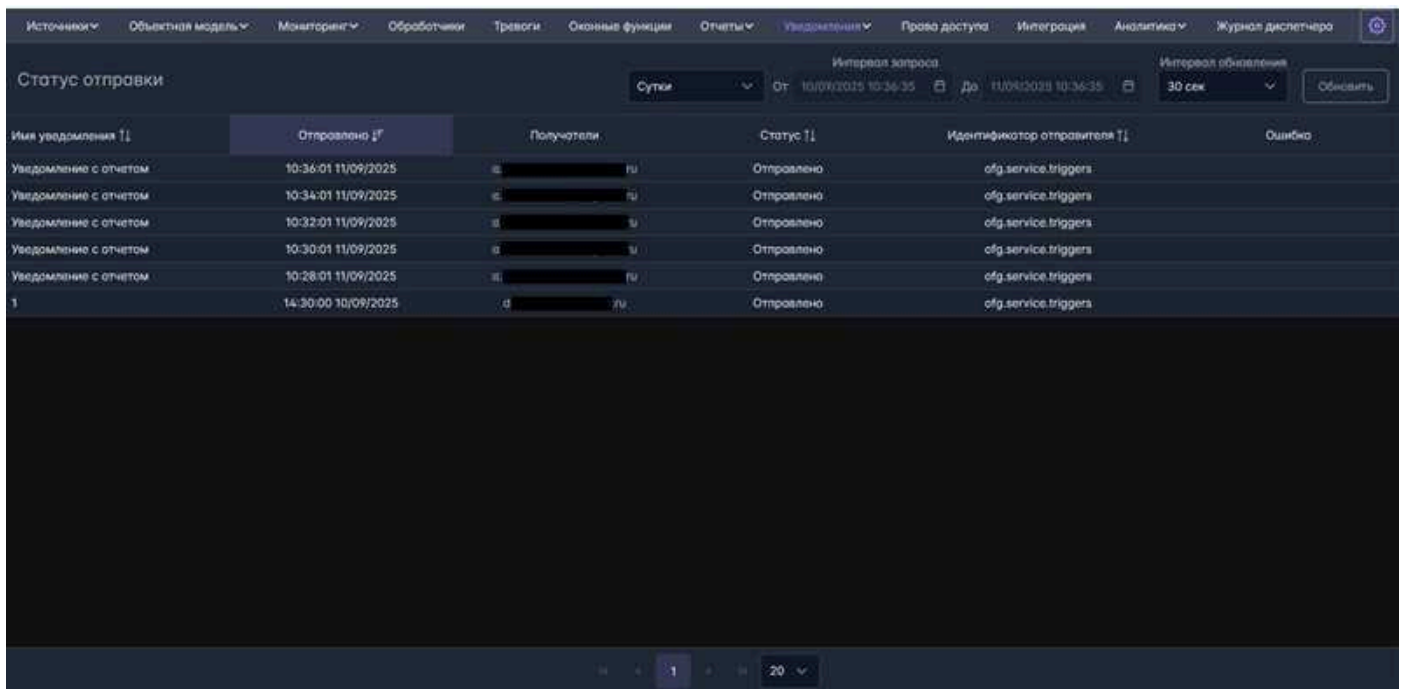 Источники Объектная модель Мониторинг Обработчики Тревоги Оконные функции Отчеты Уведомления Права доступа Интеграция Аналитика Журнал диспетчера
Интервал запроса Интервал обновления
Статус отправки Сутки От 10/09/2025 10:36:35 До 11/09/2025 10:36:35 30 сек Обновить
Имя уведомления Отправлено Получатели Статус Идентификатор отправителя Ошибка
Уведомление с отчетом 10:36:01 11/09/2025 ru Отправлено ofg.service.triggers
Уведомление с отчетом 10:34:01 11/09/2025 ru Отправлено ofg.service.triggers
Уведомление с отчетом 10:32:01 11/09/2025 Отправлено ofg.service.triggers
Уведомление с отчетом 10:30:01 11/09/2025 Отправлено ofg.service.triggers
Уведомление с отчетом 10:28:01 11/09/2025 ru Отправлено ofg.service.triggers
1 14:30:00 10/09/2025 d .ru Отправлено ofg.service.triggers
1 20